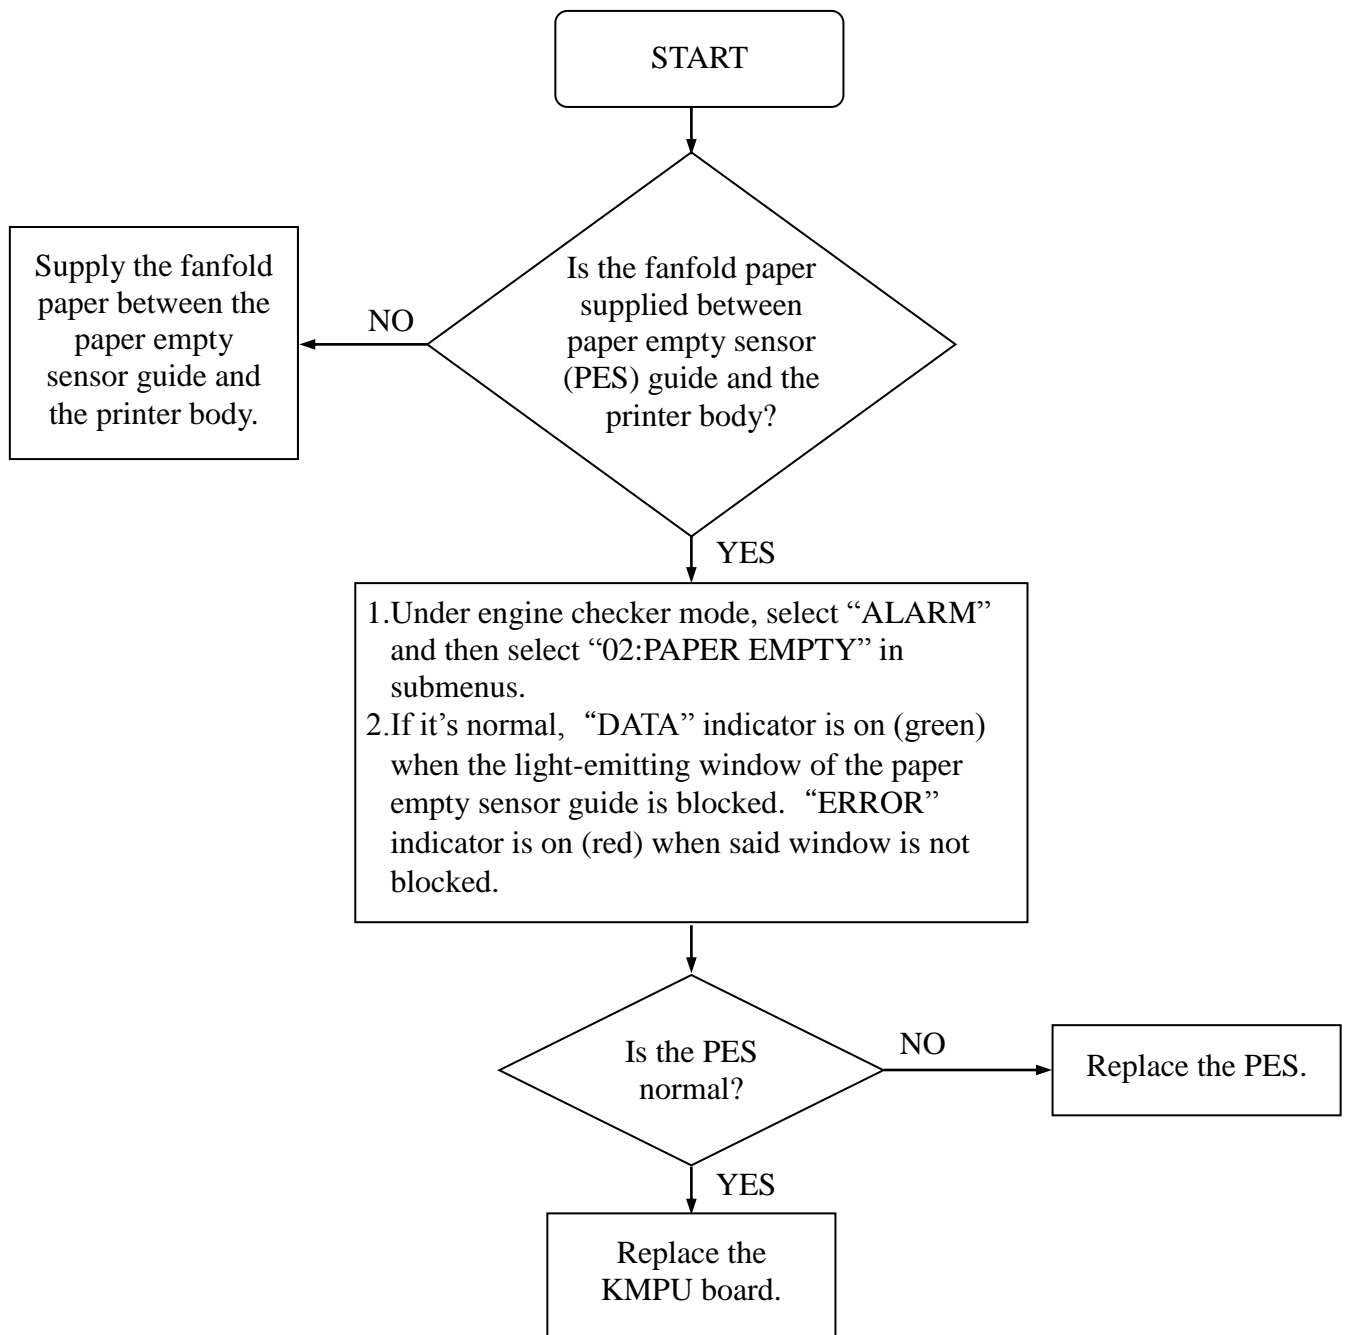 START
Is the fanfold paper
supplied between
paper empty sensor
(PES) guide and the
printer body?
NO
Supply the fanfold
paper between the
paper empty
sensor guide and
the printer body.
YES
1.Under engine checker mode, select “ALARM”
and then select “02:PAPER EMPTY” in
submenus.
2.If it’s normal, “DATA” indicator is on (green)
when the light-emitting window of the paper
empty sensor guide is blocked. “ERROR”
indicator is on (red) when said window is not
blocked.
Is the PES
normal?
NO
Replace the PES.
YES
Replace the
KMPU board.